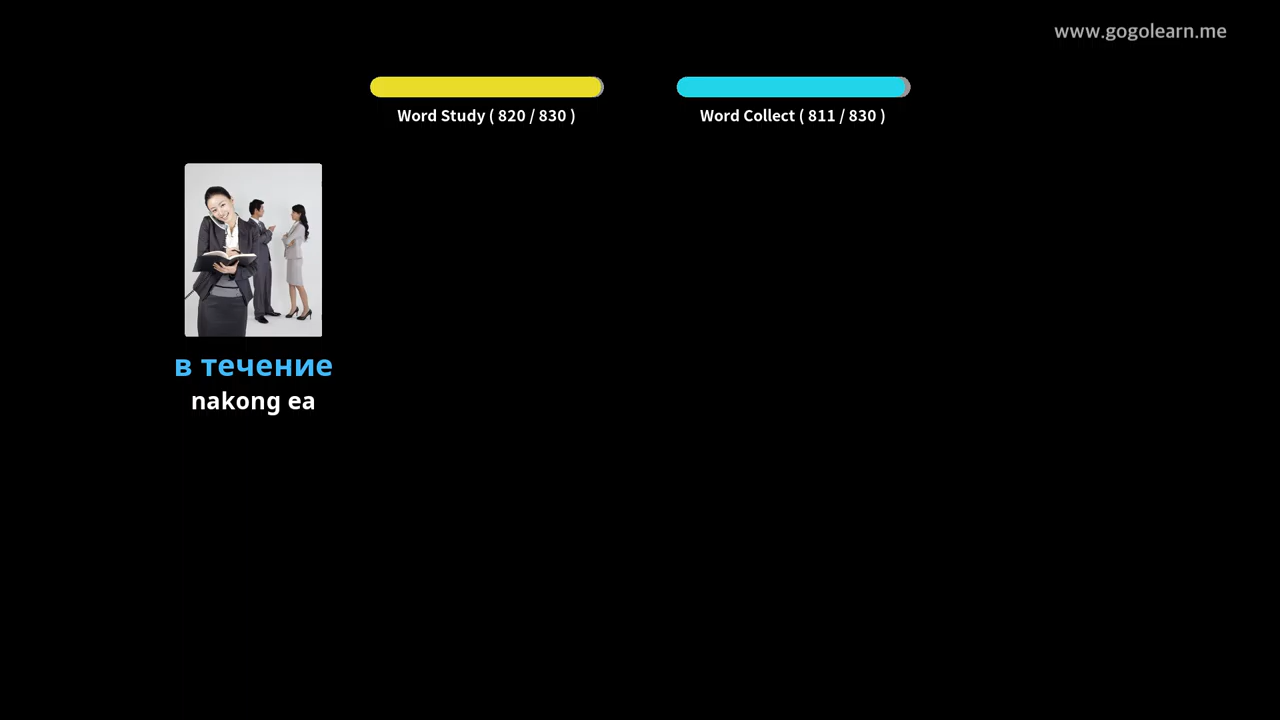 www.gogolearn.me
Word Study ( 820 / 830 )
Word Collect ( 811 / 830 )
в течение
nakong ea